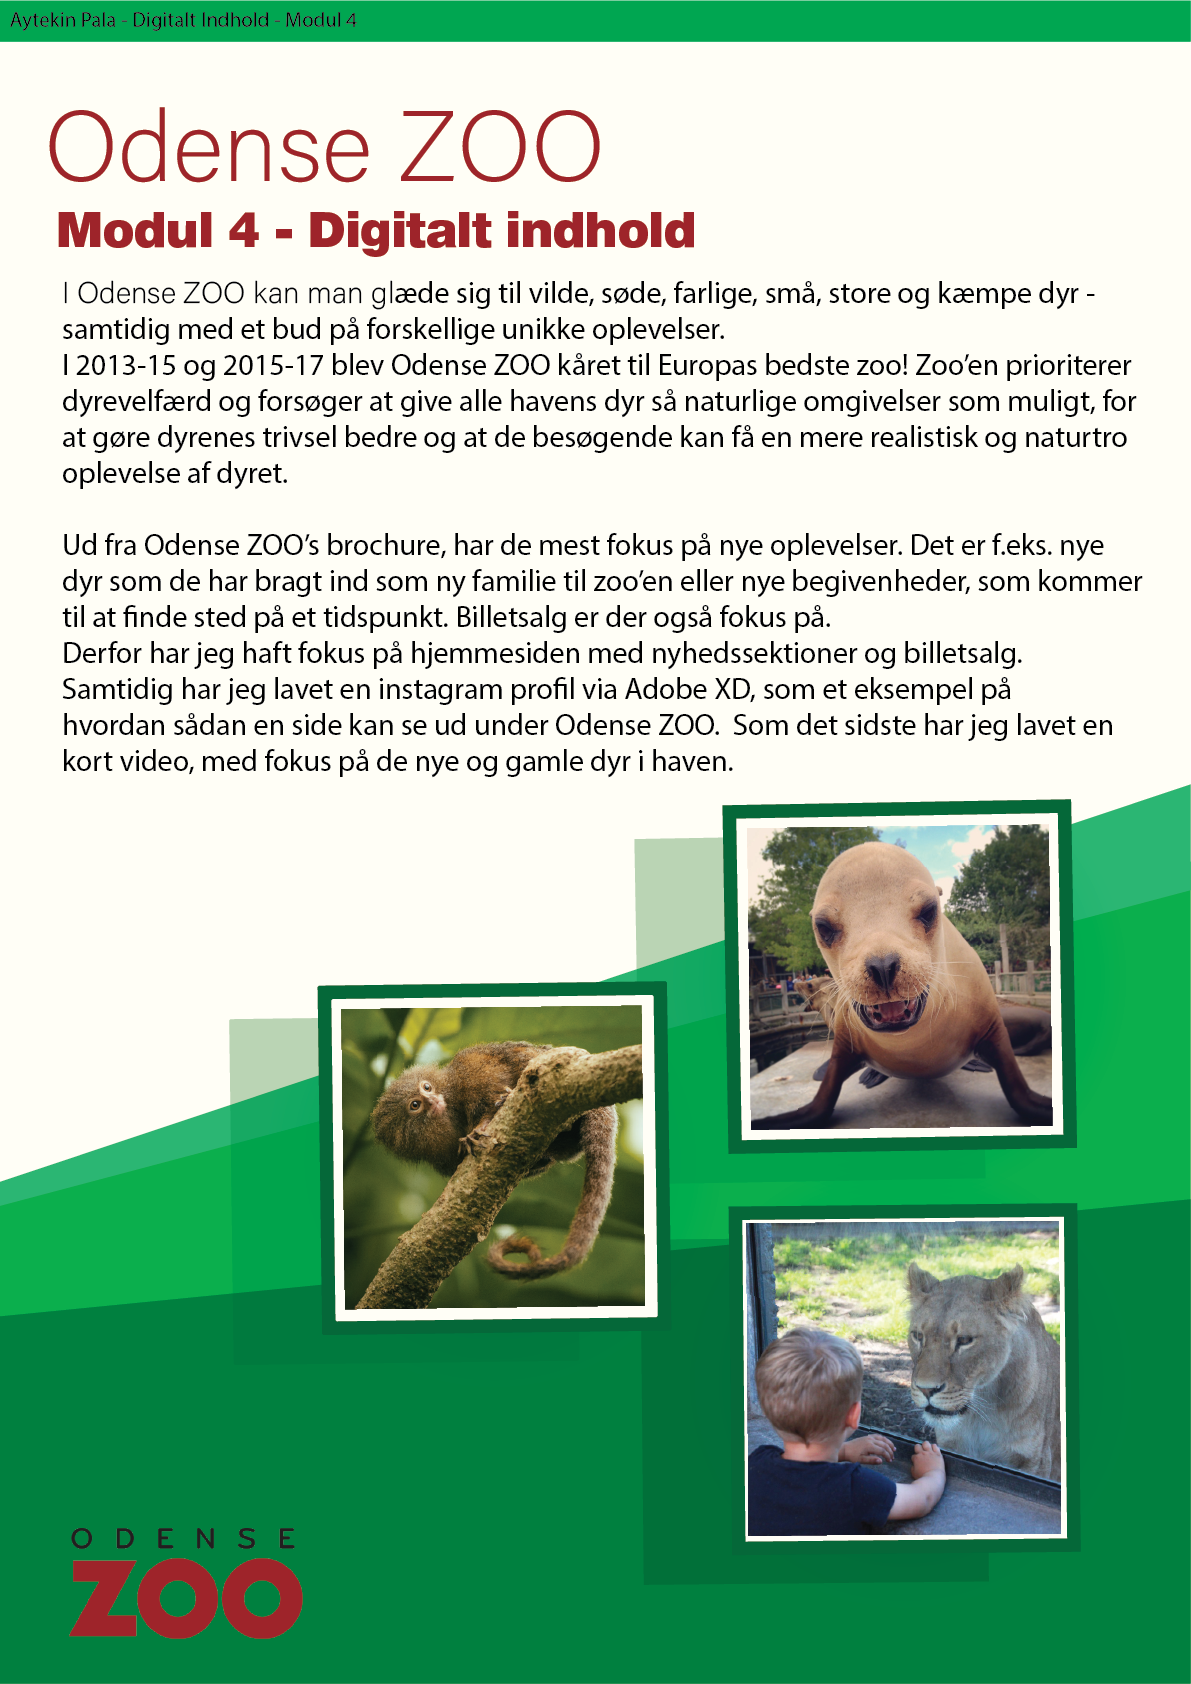 Aytekin Pala - Digitalt Indhold - Modul 4
Odense ZOO
Modul 4 - Digitalt indhold
I Odense ZOO kan man glæde sig til vilde, søde, farlige, små, store og kæmpe dyr -
samtidig med et bud på forskellige unikke oplevelser.
I 2013-15 og 2015-17 blev Odense ZOO kåret til Europas bedste zoo! Zoo’en prioriterer
dyrevelfærd og forsøger at give alle havens dyr så naturlige omgivelser som muligt, for
at gøre dyrenes trivsel bedre og at de besøgende kan få en mere realistisk og naturtro
oplevelse af dyret.
Ud fra Odense ZOO’s brochure, har de mest fokus på nye oplevelser. Det er f.eks. nye
dyr som de har bragt ind som ny familie til zoo’en eller nye begivenheder, som kommer
til at finde sted på et tidspunkt. Billetsalg er der også fokus på.
Derfor har jeg haft fokus på hjemmesiden med nyhedssektioner og billetsalg.
Samtidig har jeg lavet en instagram profil via Adobe XD, som et eksempel på
hvordan sådan en side kan se ud under Odense ZOO.  Som det sidste har jeg lavet en
kort video, med fokus på de nye og gamle dyr i haven.
ODENSE
ZOO